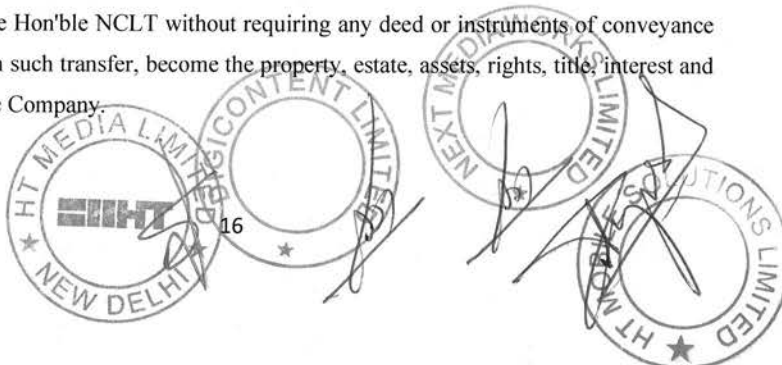 e Hon'ble NCLT without requiring any deed or instruments of conveyance
n such transfer, become the property, estate, assets, rights, title, interest and
e Company.
HT MEDIA LIMITED
HT
NEW DELHI
DIGICONTENT LIMITED
NEXT MEDIAWORKS LIMITED
HT MOBILE SOLUTIONS LIMITED
16